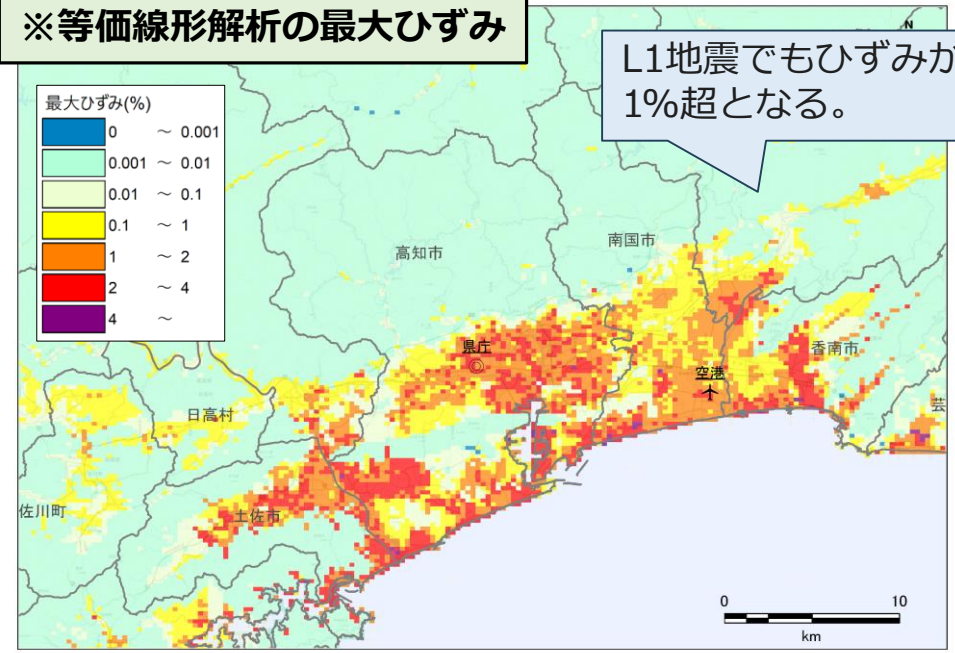 ※等価線形解析の最大ひずみ
L1地震でもひずみが
1%超となる。
N
最大ひずみ(%)
0 ～ 0.001
0.001 ～ 0.01
0.01 ～ 0.1
0.1 ～ 1
1 ～ 2
2 ～ 4
4 ～
高知市
南国市
県庁
空港
香南市
芸
日高村
佐川町
土佐市
0 10
km